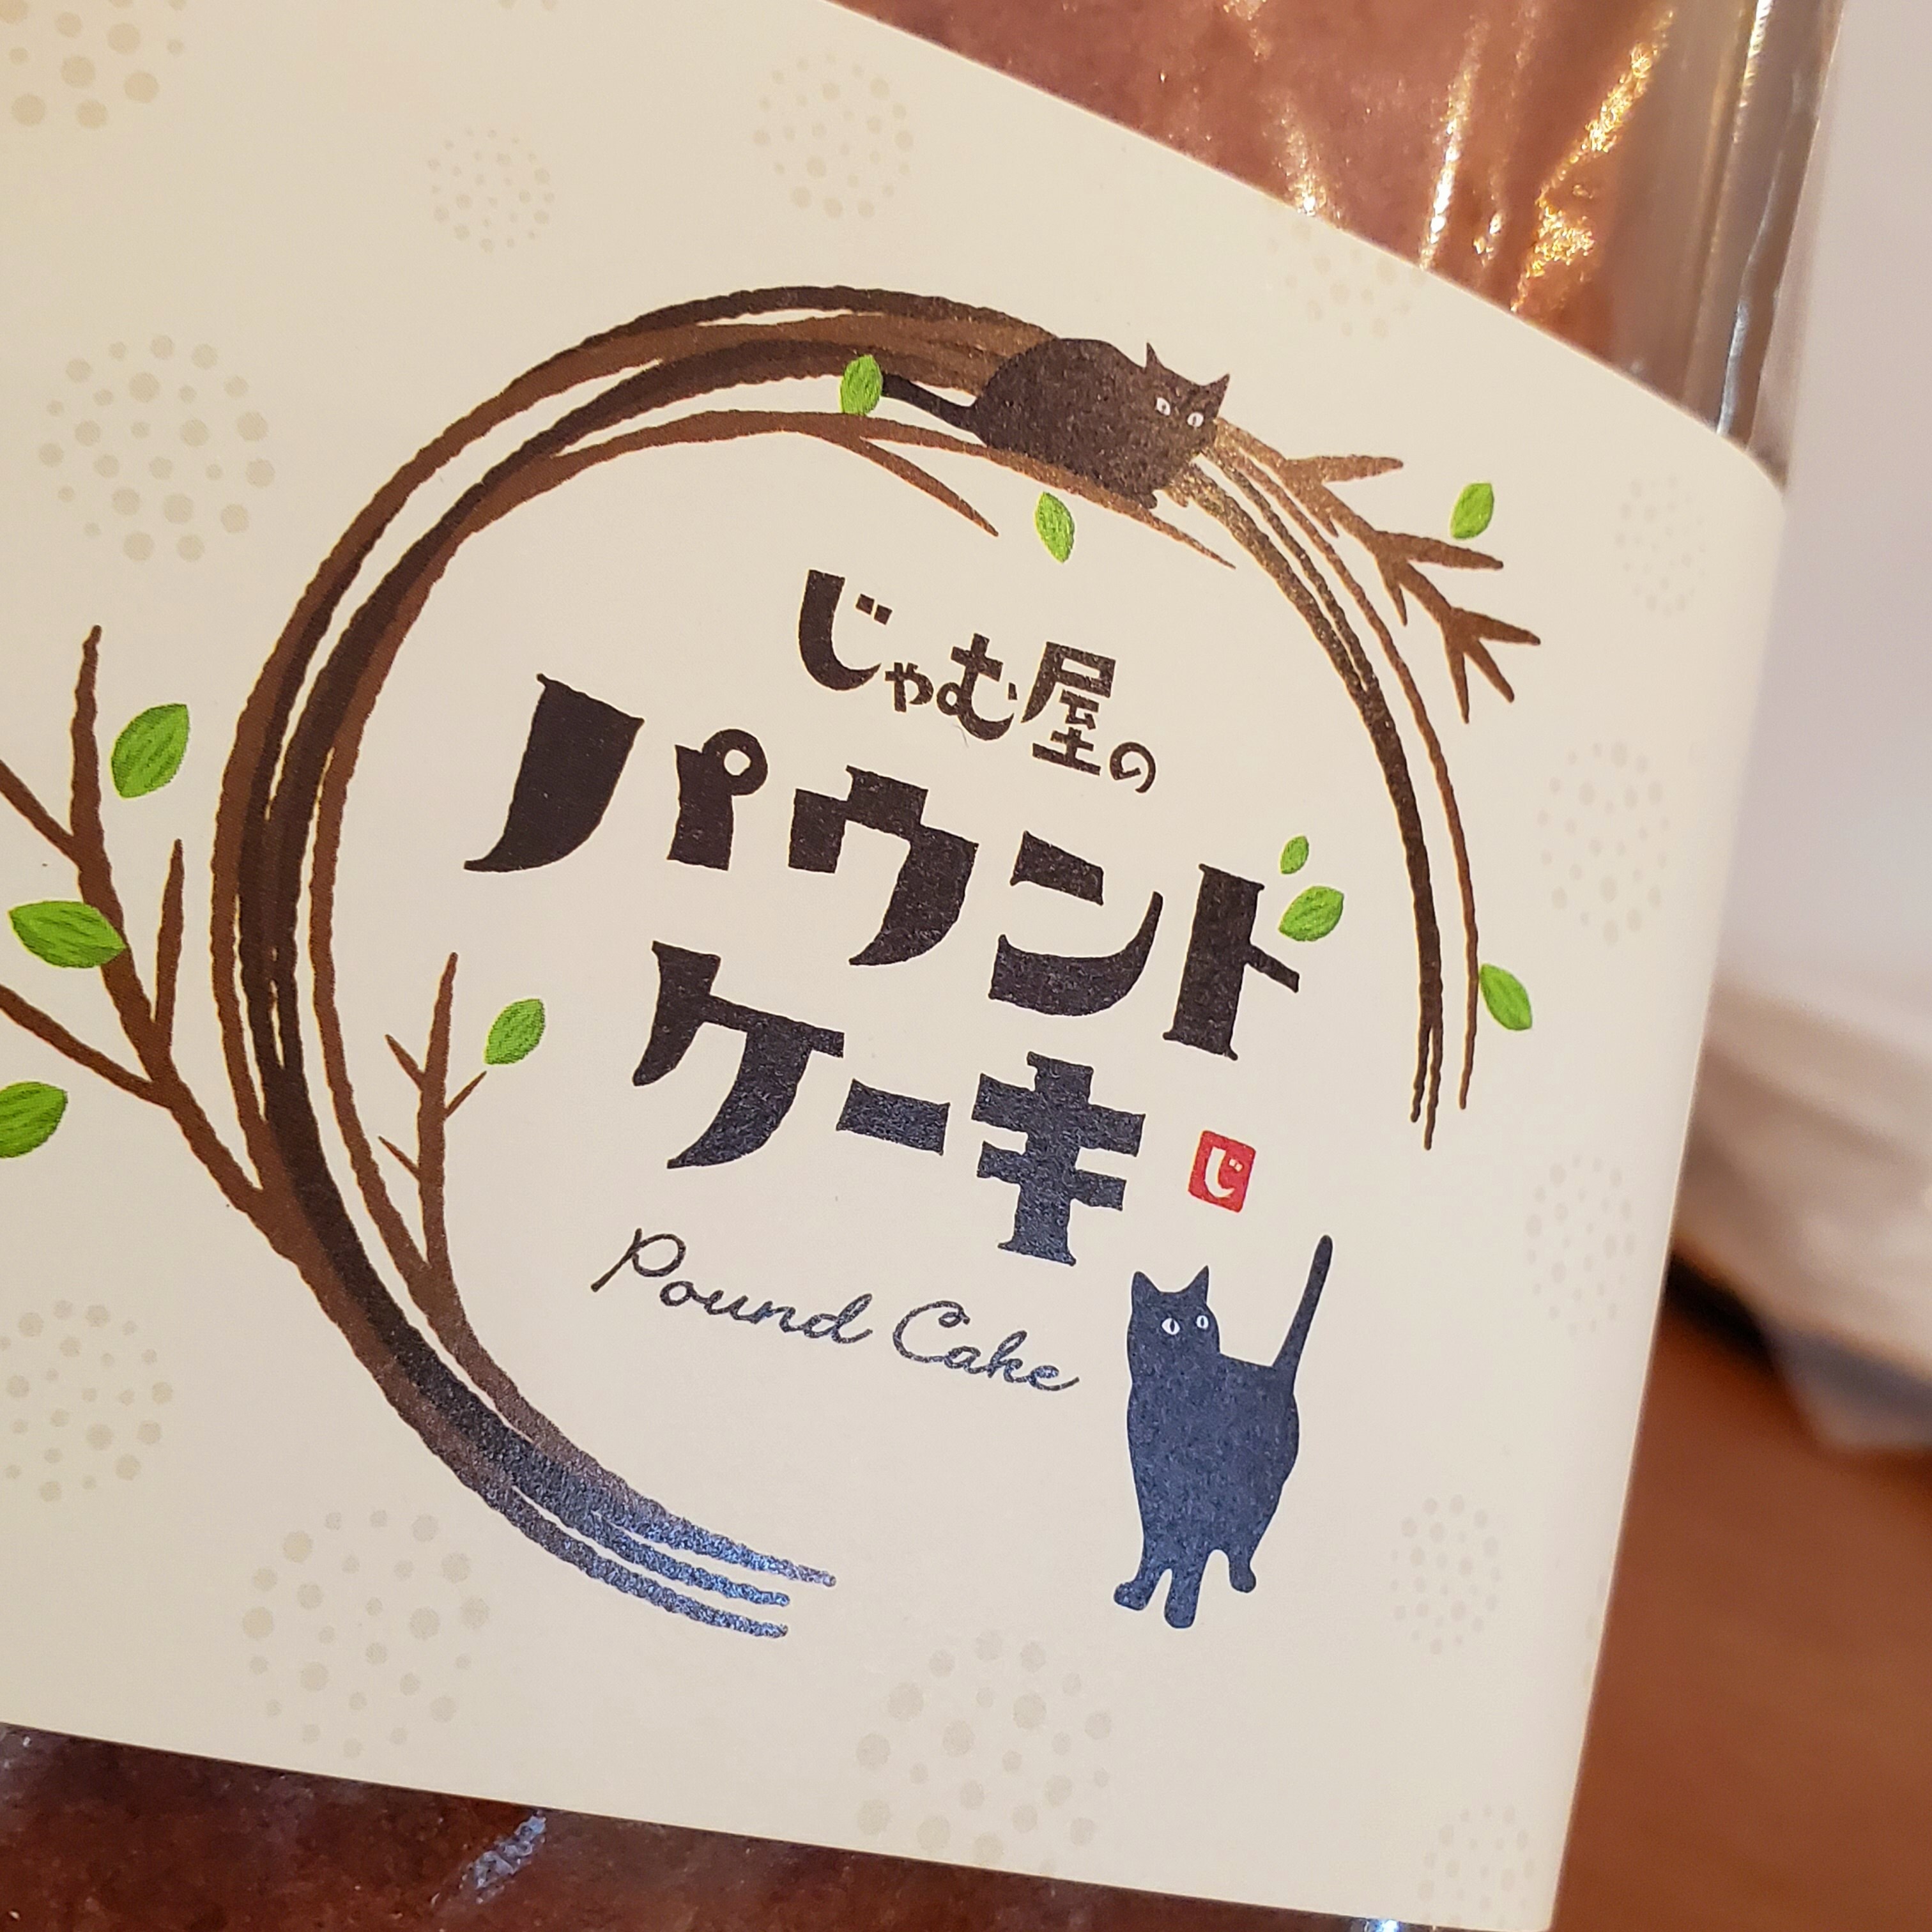 じゃむ屋の
パウンド
ケーキ
じ
Pound Cake